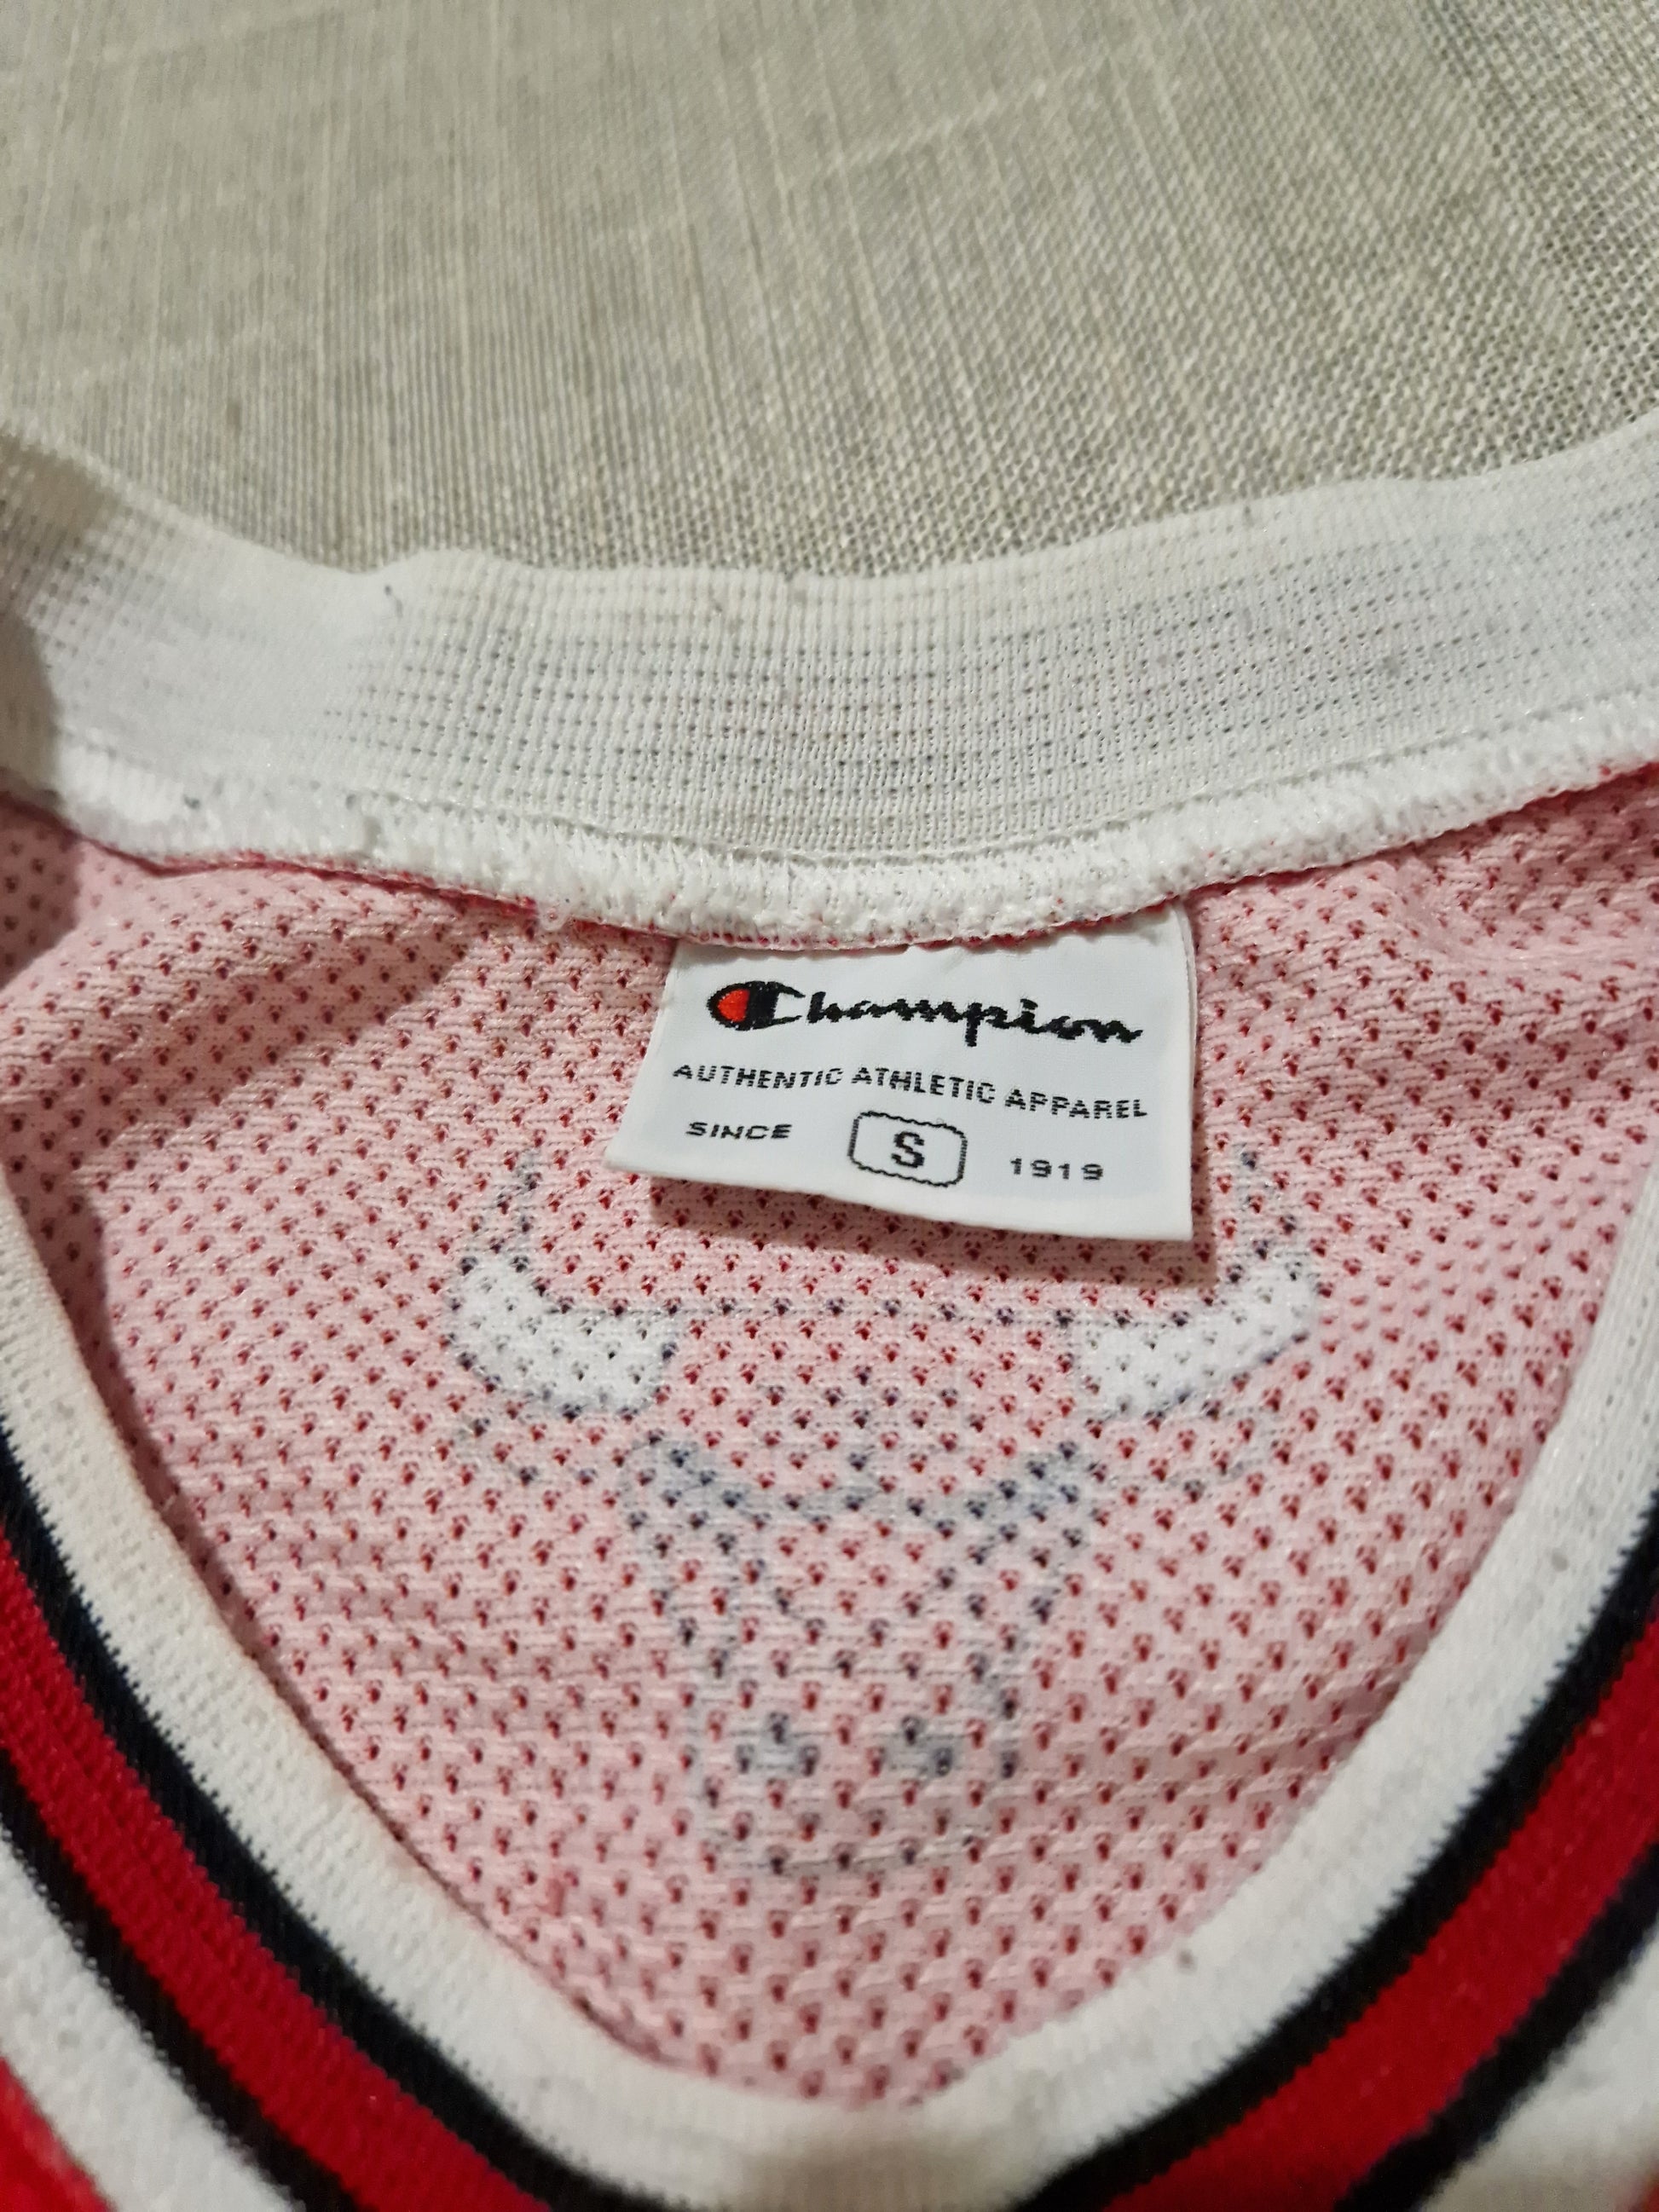 Champion
AUTHENTIC ATHLETIC APPAREL
SINCE S 1919